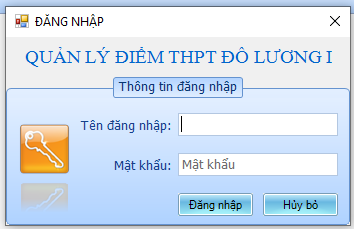 ĐĂNG NHẬP
QUẢN LÝ ĐIỂM THPT ĐÔ LƯƠNG I
Thông tin đăng nhập
Tên đăng nhập:
Mật khẩu: Mật khẩu
Đăng nhập Hủy bỏ